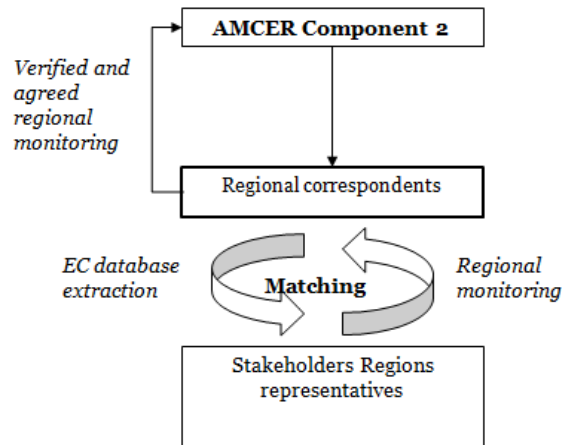 AMCER Component 2
Verified and
agreed
regional
monitoring
Regional correspondents
EC database
extraction
Matching
Regional
monitoring
Stakeholders Regions
representatives